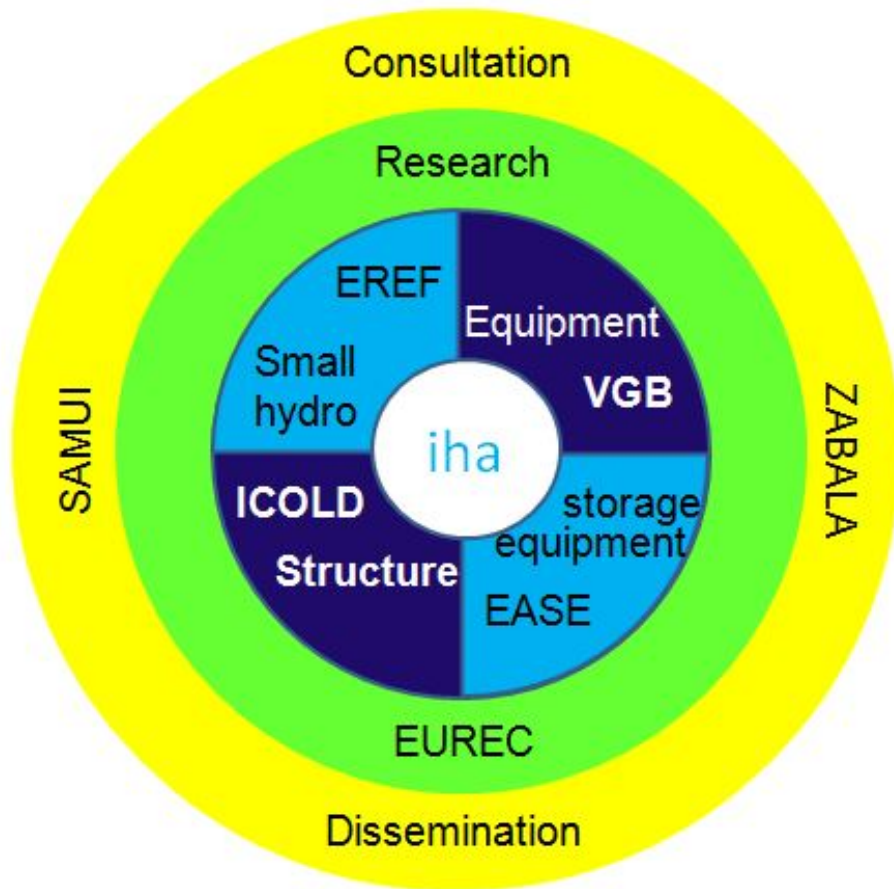 Consultation
Research
EREF
Equipment
Small
hydro
VGB
SAMUI
iha
ZABALA
ICOLD
storage
equipment
Structure
EASE
EUREC
Dissemination